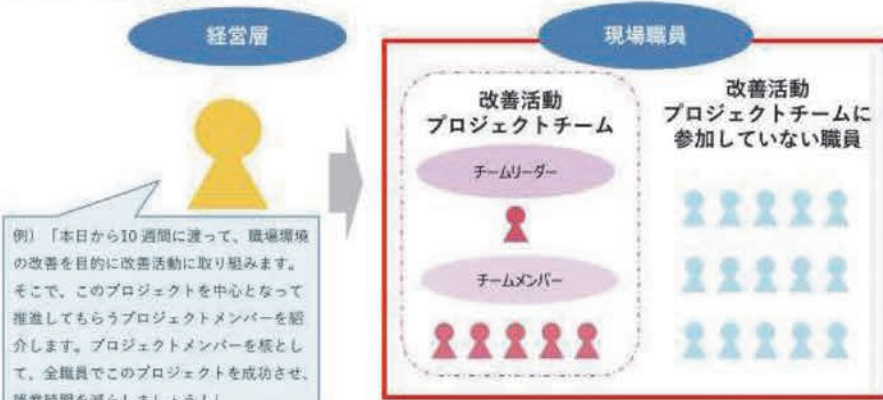 経営層
現場職員
改善活動
プロジェクトチーム
チームリーダー
チームメンバー
改善活動
プロジェクトチームに
参加していない職員
例）「本日から10 週間に渡って、職場環境
の改善を目的に改善活動に取り組みます。
そこで、このプロジェクトを中心となって
推進してもらうプロジェクトメンバーを紹
介します。プロジェクトメンバーを核とし
て、全職員でこのプロジェクトを成功させ、